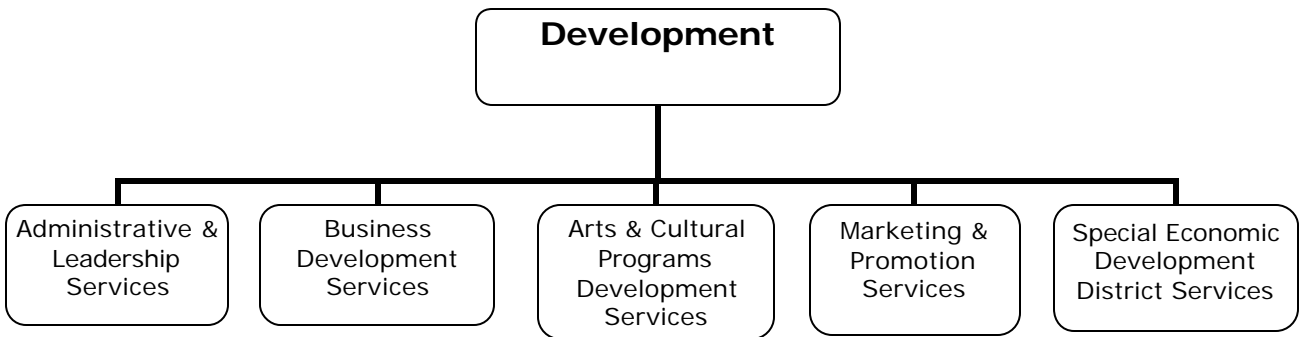 Development
Administrative &
Leadership
Services
Business
Development
Services
Arts & Cultural
Programs
Development
Services
Marketing &
Promotion
Services
Special Economic
Development
District Services